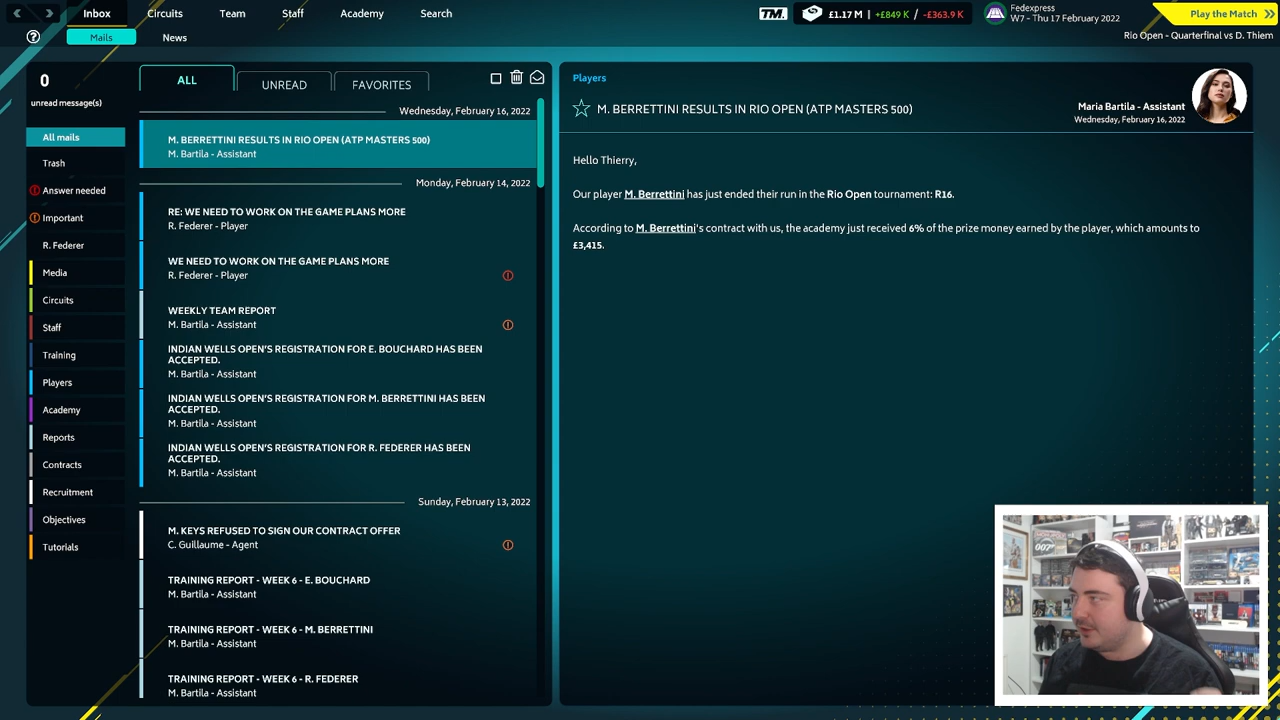 Inbox
Circuits
Team
Staff
Academy
Search
TM.
£1.17 M | +£849 K / -£363.9 K
Fedexpress
W7 - Thu 17 February 2022
Play the Match
Rio Open - Quarterfinal vs D. Thiem
Mails
News
0
unread message(s)
All mails
Trash
Answer needed
Important
R. Federer
Media
Circuits
Staff
Training
Players
Academy
Reports
Contracts
Recruitment
Objectives
Tutorials
ALL
UNREAD
FAVORITES
Wednesday, February 16, 2022
M. BERRETTINI RESULTS IN RIO OPEN (ATP MASTERS 500)
M. Bartila - Assistant
Monday, February 14, 2022
RE: WE NEED TO WORK ON THE GAME PLANS MORE
R. Federer - Player
WE NEED TO WORK ON THE GAME PLANS MORE
R. Federer - Player
WEEKLY TEAM REPORT
M. Bartila - Assistant
INDIAN WELLS OPEN'S REGISTRATION FOR E. BOUCHARD HAS BEEN
ACCEPTED.
M. Bartila - Assistant
INDIAN WELLS OPEN'S REGISTRATION FOR M. BERRETTINI HAS BEEN
ACCEPTED.
M. Bartila - Assistant
INDIAN WELLS OPEN'S REGISTRATION FOR R. FEDERER HAS BEEN
ACCEPTED.
M. Bartila - Assistant
Sunday, February 13, 2022
M. KEYS REFUSED TO SIGN OUR CONTRACT OFFER
C. Guillaume - Agent
TRAINING REPORT - WEEK 6 - E. BOUCHARD
M. Bartila - Assistant
TRAINING REPORT - WEEK 6 - M. BERRETTINI
M. Bartila - Assistant
TRAINING REPORT - WEEK 6 - R. FEDERER
M. Bartila - Assistant
Players
M. BERRETTINI RESULTS IN RIO OPEN (ATP MASTERS 500)
Maria Bartila - Assistant
Wednesday, February 16, 2022
Hello Thierry,
Our player M. Berrettini has just ended their run in the Rio Open tournament: R16.
According to M. Berrettini's contract with us, the academy just received 6% of the prize money earned by the player, which amounts to
£3,415.
007